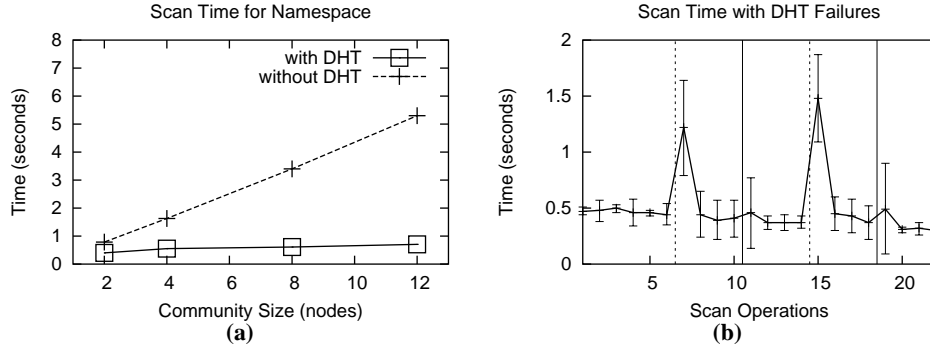 Scan Time for Namespace
8
7
6
5
4
3
2
1
0
Time (seconds)
with DHT
without DHT
2 4 6 8 10 12
Community Size (nodes)
(a)
Scan Time with DHT Failures
2
1.5
1
0.5
0
Time (seconds)
5 10 15 20
Scan Operations
(b)